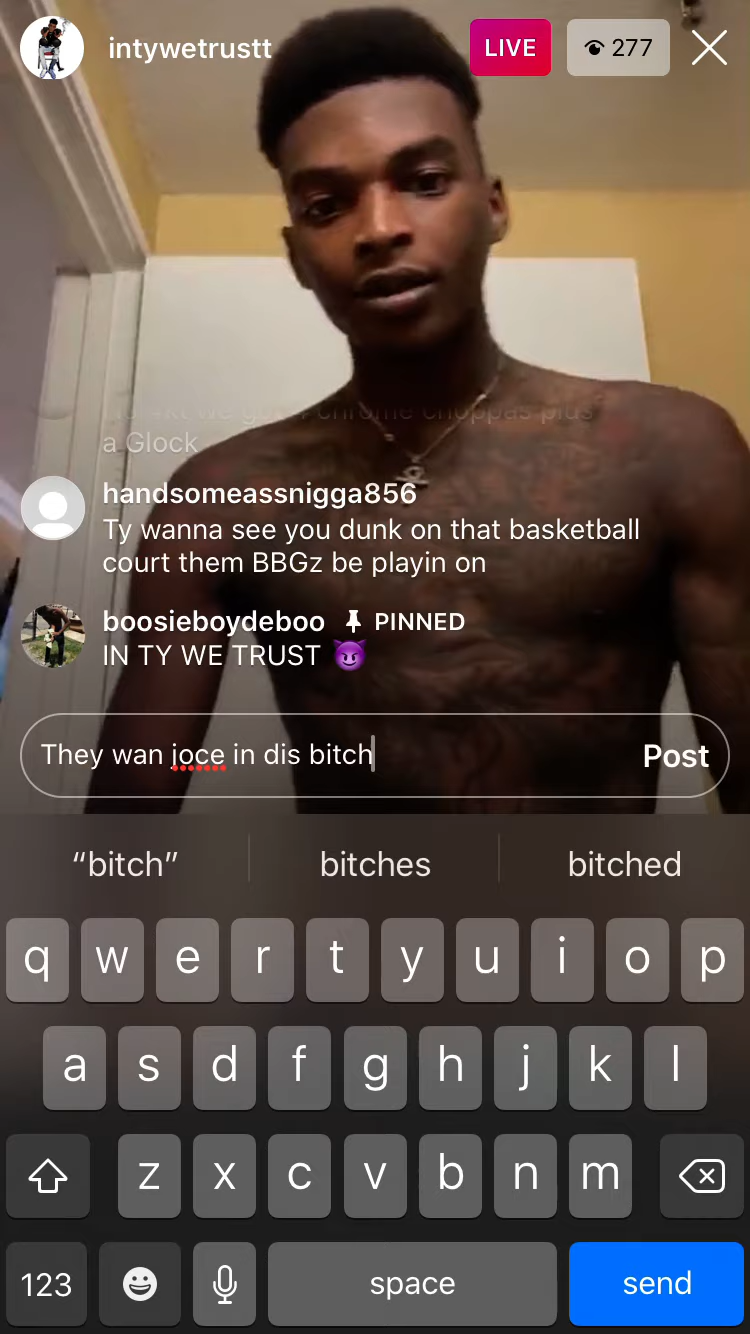 intywetrustt LIVE 277
a Glock
handsomeassnigga856
Ty wanna see you dunk on that basketball
court them BBGz be playin on
boosieboydeboo PINNED
IN TY WE TRUST 😈
They wan joce in dis bitch Post
“bitch” bitches bitched
q w e r t y u i o p
a s d f g h j k l
z x c v b n m
123 space send